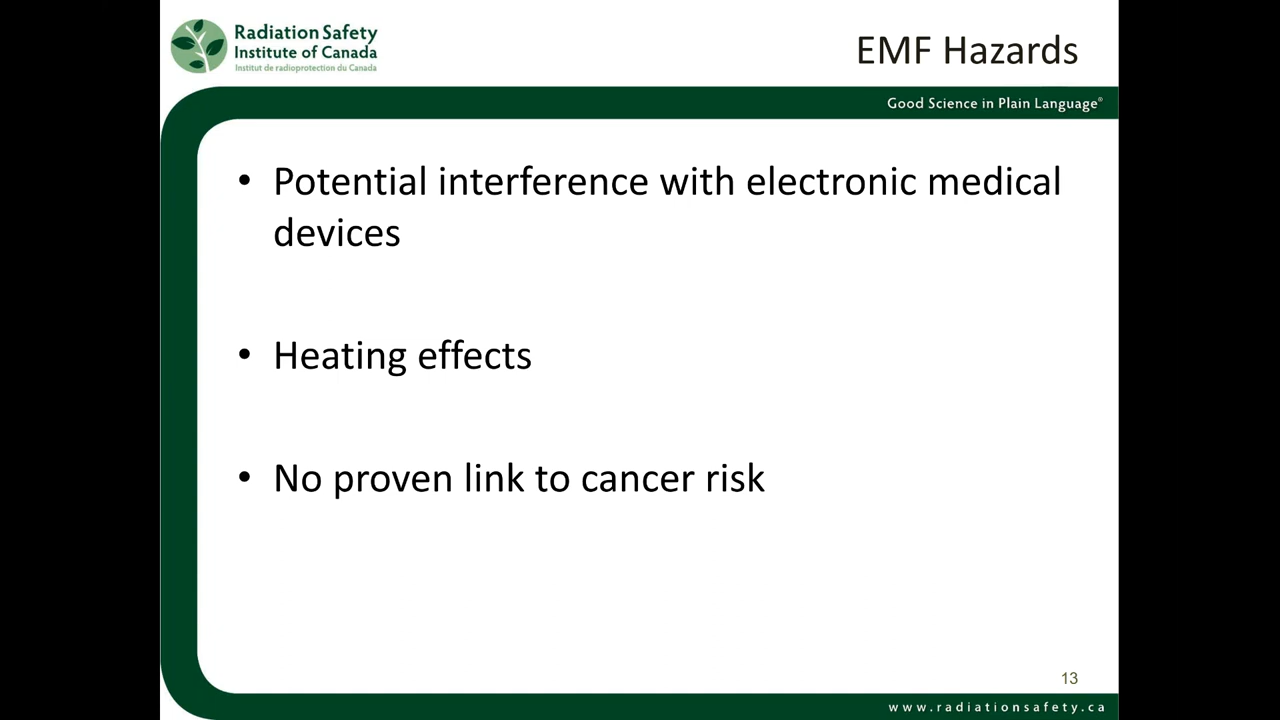 Radiation Safety
Institute of Canada
Institut de radioprotection du Canada
EMF Hazards
Good Science in Plain Language®
• Potential interference with electronic medical
devices
• Heating effects
• No proven link to cancer risk
13
www.radiationsafety.ca